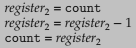 register₂ = count
register₂ = register₂ − 1
count = register₂